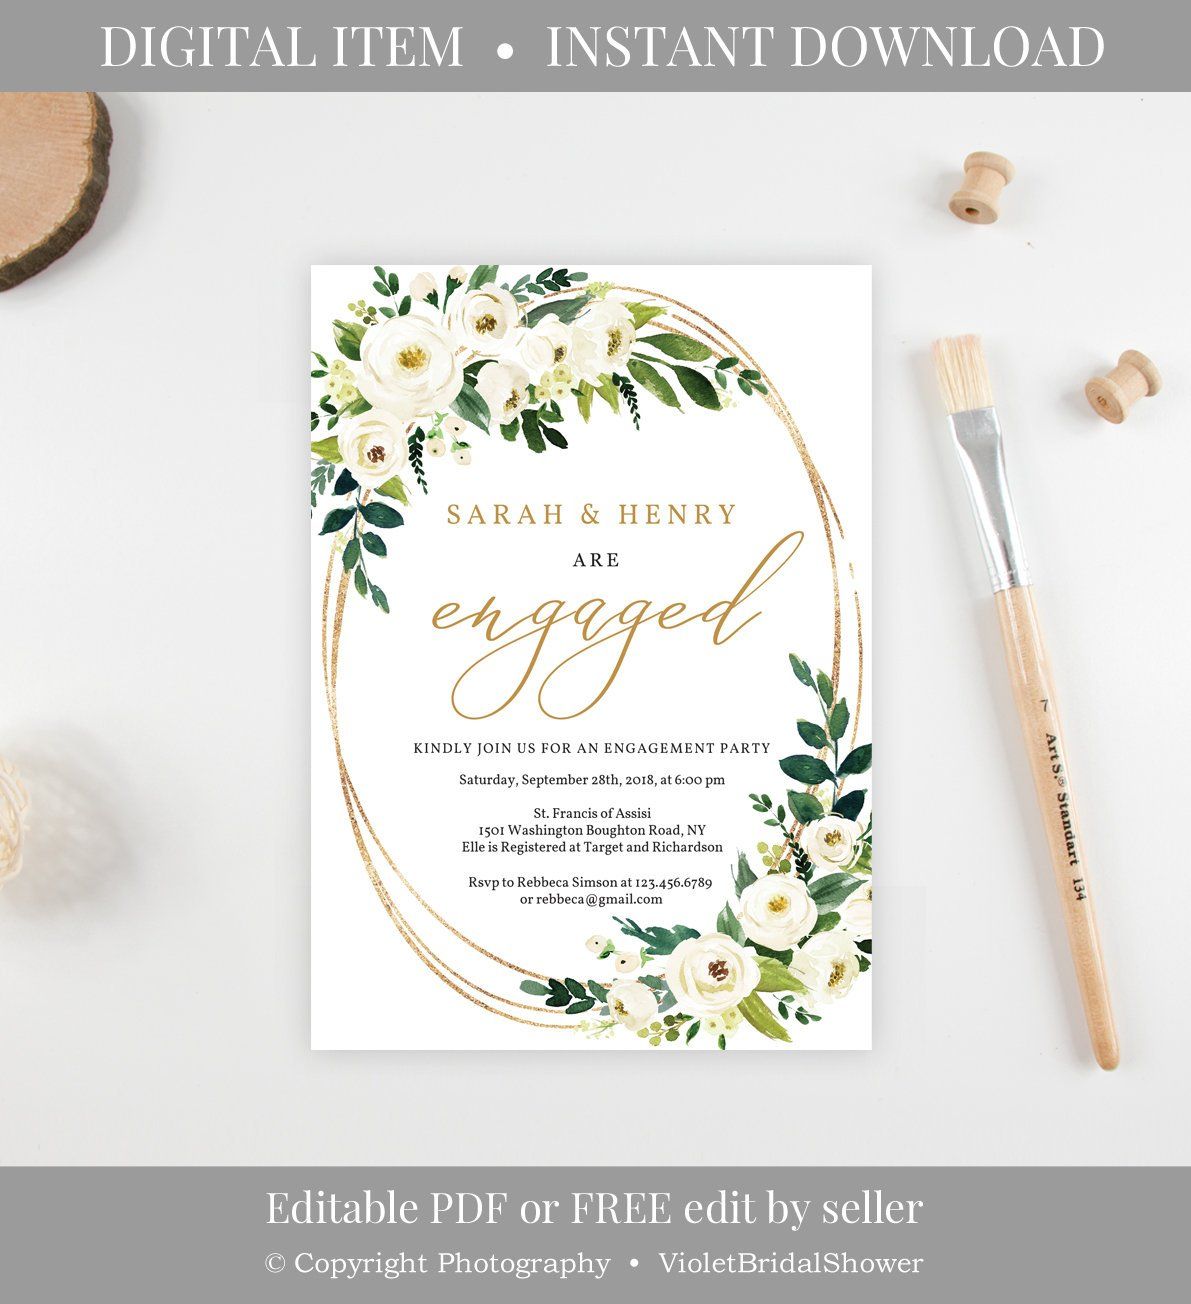 DIGITAL ITEM • INSTANT DOWNLOAD
SARAH & HENRY
ARE
engaged
KINDLY JOIN US FOR AN ENGAGEMENT PARTY
Saturday, September 28th, 2018, at 6:00 pm
St. Francis of Assisi
1501 Washington Boughton Road, NY
Elle is Registered at Target and Richardson
Rsvp to Rebbeca Simson at 123.456.6789
or rebbeca@gmail.com
7 Art S.® Standart 134
Editable PDF or FREE edit by seller
© Copyright Photography • VioletBridalShower